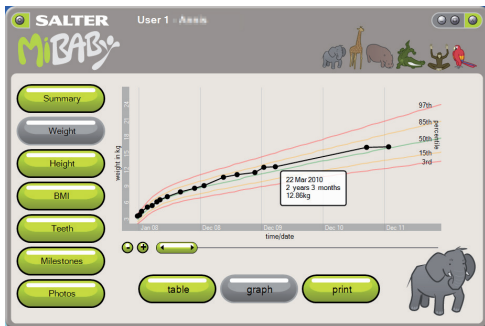 SALTER
MiBABy
User 1 -
Summary
Weight
Height
BMI
Teeth
Milestones
Photos
weight in kg
97th
85th
50th
15th
3rd
percentile
22 Mar 2010
2 years 3 months
12.86kg
Jan 08
Dec 08
Dec 09
Dec 10
Dec 11
time/date
table
graph
print